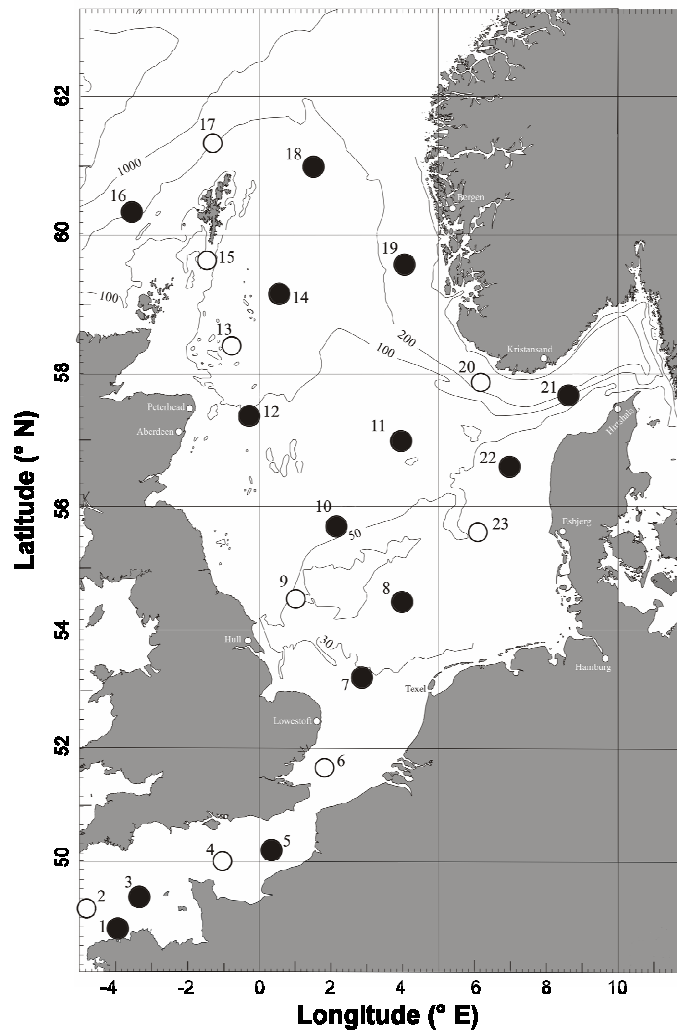 62
17
1000
18
16
Bergen
60
15
19
100
14
13
200
100
Kristansand
58
20
21
Peterhead
12
Hirtshals
Aberdeen
11
22
56
10
50
23
Esbjerg
9
8
54
Hull
30
7
Texel
Hamburg
Lowestoft
52
6
5
4
50
3
2
1
-4 -2 0 2 4 6 8 10
Latitude (° N)
Longitude (° E)